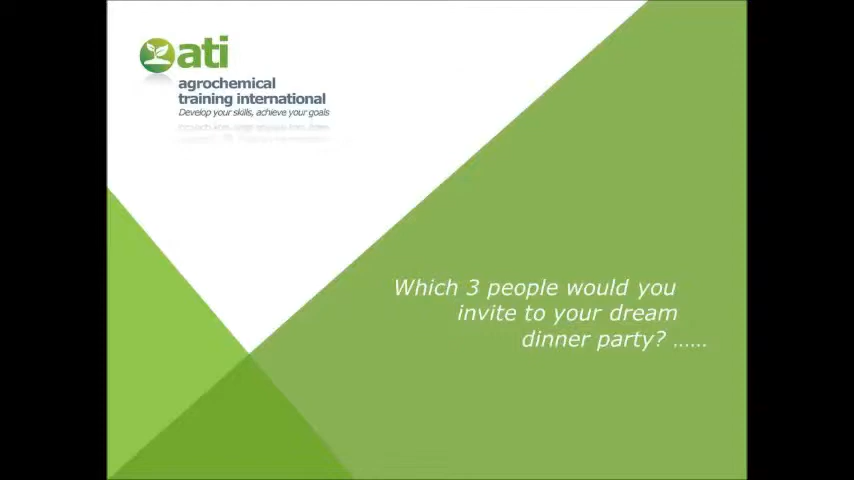 ati
agrochemical
training international
Develop your skills, achieve your goals
Which 3 people would you
invite to your dream
dinner party? ......